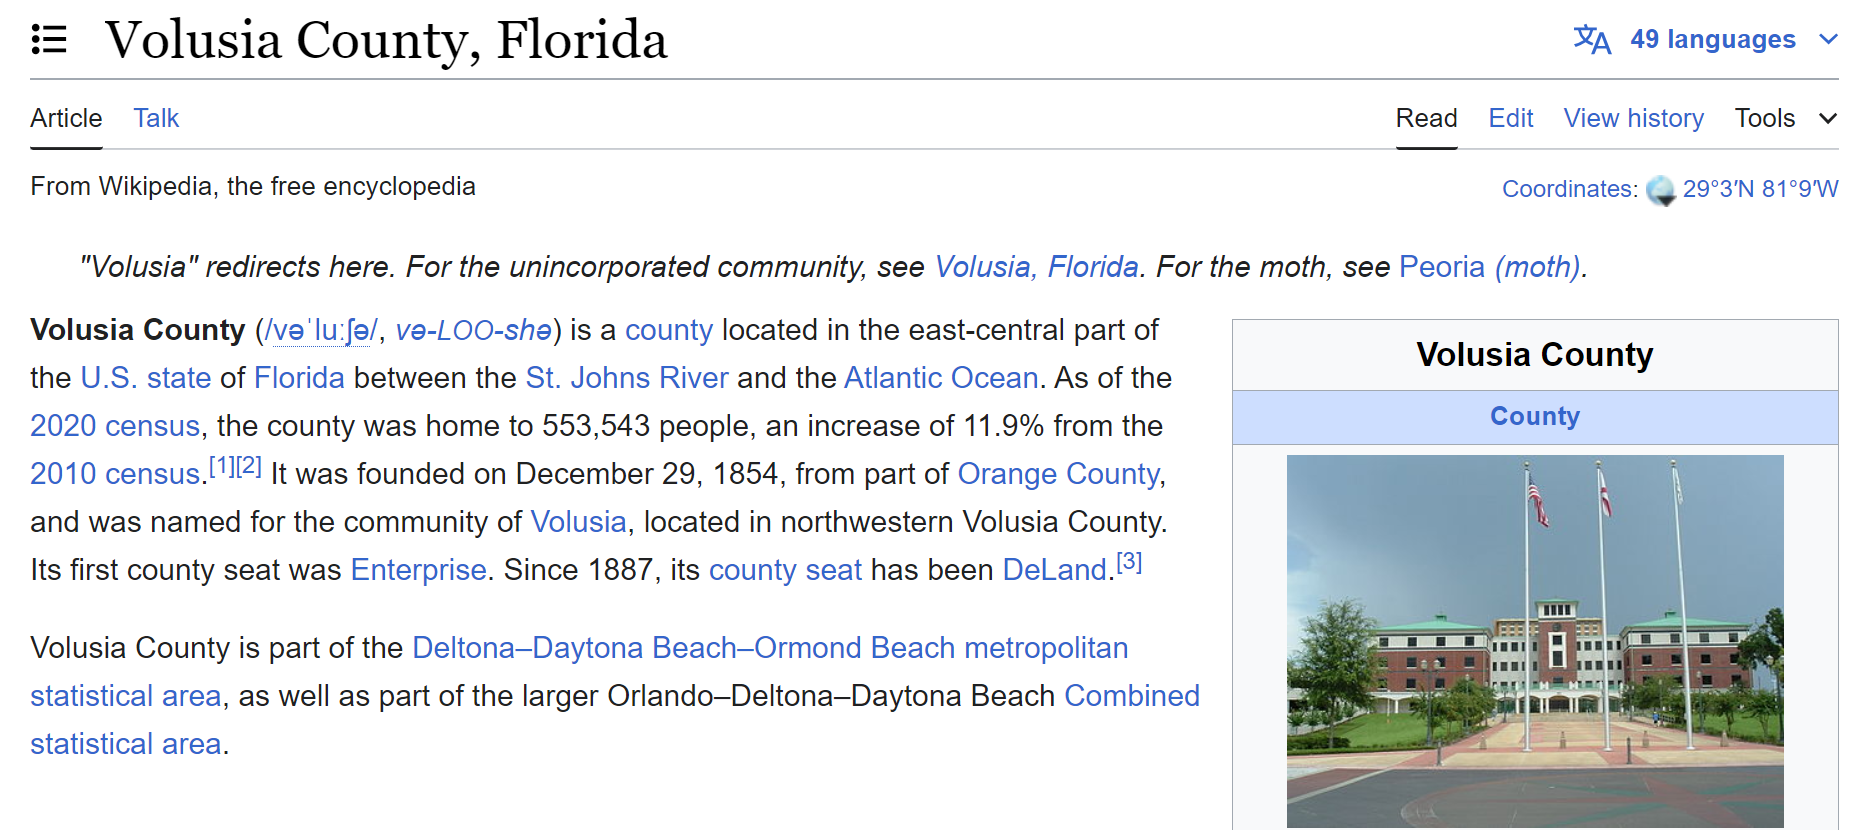 Volusia County, Florida
49 languages
Article Talk
Read Edit View history Tools
From Wikipedia, the free encyclopedia
Coordinates: 29°3′N 81°9′W
"Volusia" redirects here. For the unincorporated community, see Volusia, Florida. For the moth, see Peoria (moth).
Volusia County (/vəˈluːʃə/, və-LOO-shə) is a county located in the east-central part of
the U.S. state of Florida between the St. Johns River and the Atlantic Ocean. As of the
2020 census, the county was home to 553,543 people, an increase of 11.9% from the
2010 census.[1][2] It was founded on December 29, 1854, from part of Orange County,
and was named for the community of Volusia, located in northwestern Volusia County.
Its first county seat was Enterprise. Since 1887, its county seat has been DeLand.[3]
Volusia County is part of the Deltona–Daytona Beach–Ormond Beach metropolitan
statistical area, as well as part of the larger Orlando–Deltona–Daytona Beach Combined
statistical area.
Volusia County
County